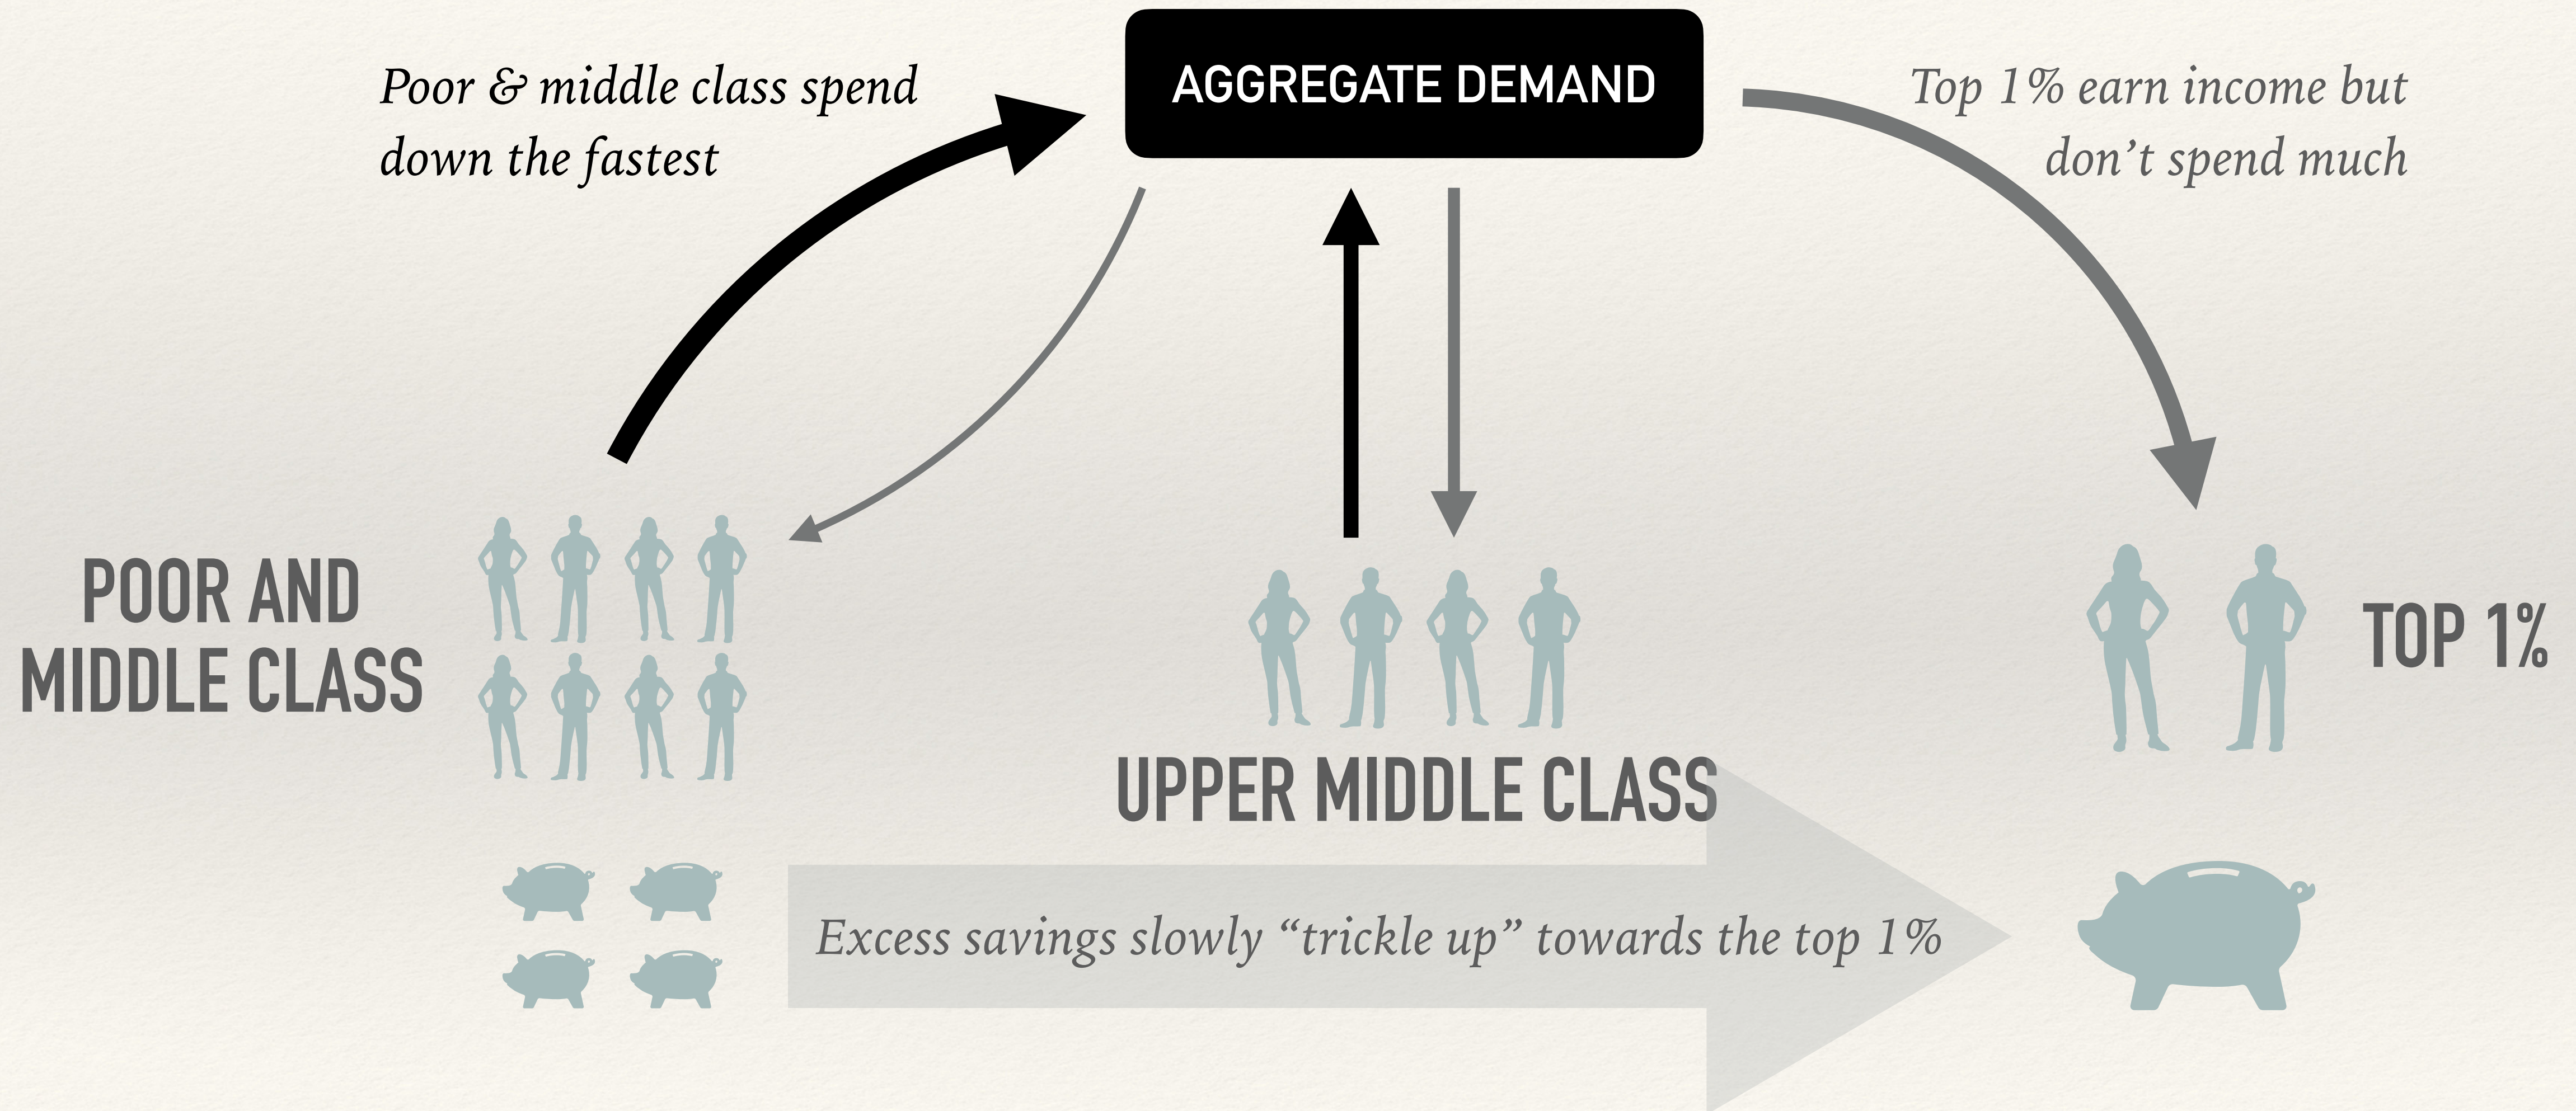 Poor & middle class spend
down the fastest
AGGREGATE DEMAND
Top 1% earn income but
don’t spend much
POOR AND
MIDDLE CLASS
UPPER MIDDLE CLASS
TOP 1%
Excess savings slowly “trickle up” towards the top 1%